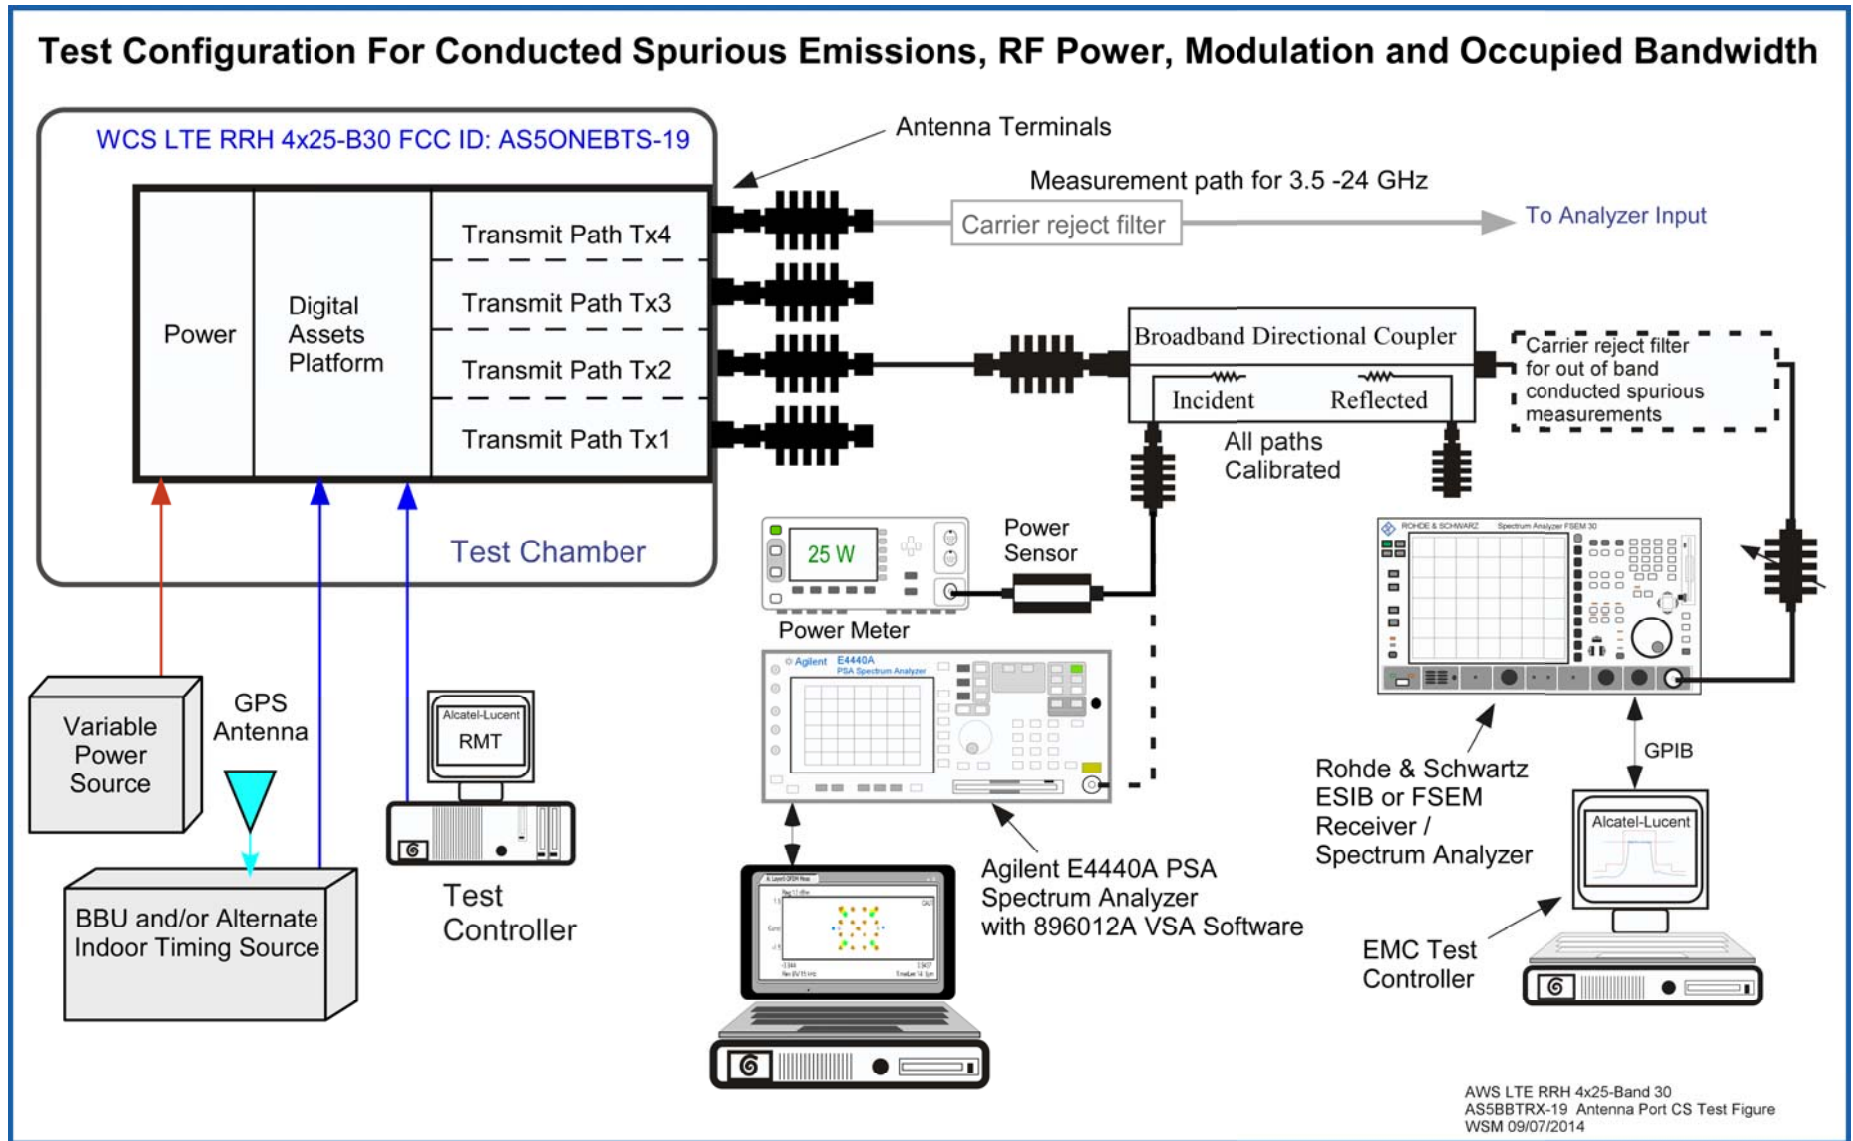 Test Configuration For Conducted Spurious Emissions, RF Power, Modulation and Occupied Bandwidth
WCS LTE RRH 4x25-B30 FCC ID: AS5ONEBTS-19
Antenna Terminals
Measurement path for 3.5 -24 GHz
Carrier reject filter
To Analyzer Input
Power
Digital
Assets
Platform
Transmit Path Tx4
Transmit Path Tx3
Transmit Path Tx2
Transmit Path Tx1
Test Chamber
Broadband Directional Coupler
Incident
Reflected
All paths
Calibrated
Carrier reject filter
for out of band
conducted spurious
measurements
25 W
Power
Sensor
Power Meter
ROHDE & SCHWARZ
Spectrum Analyzer FSEM 30
Agilent
E4440A
PSA Spectrum Analyzer
Variable
Power
Source
GPS
Antenna
Alcatel-Lucent
RMT
Test
Controller
BBU and/or Alternate
Indoor Timing Source
Agilent E4440A PSA
Spectrum Analyzer
with 896012A VSA Software
Rohde & Schwartz
ESIB or FSEM
Receiver /
Spectrum Analyzer
GPIB
Alcatel-Lucent
EMC Test
Controller
AWS LTE RRH 4x25-Band 30
AS5BBTRX-19 Antenna Port CS Test Figure
WSM 09/07/2014